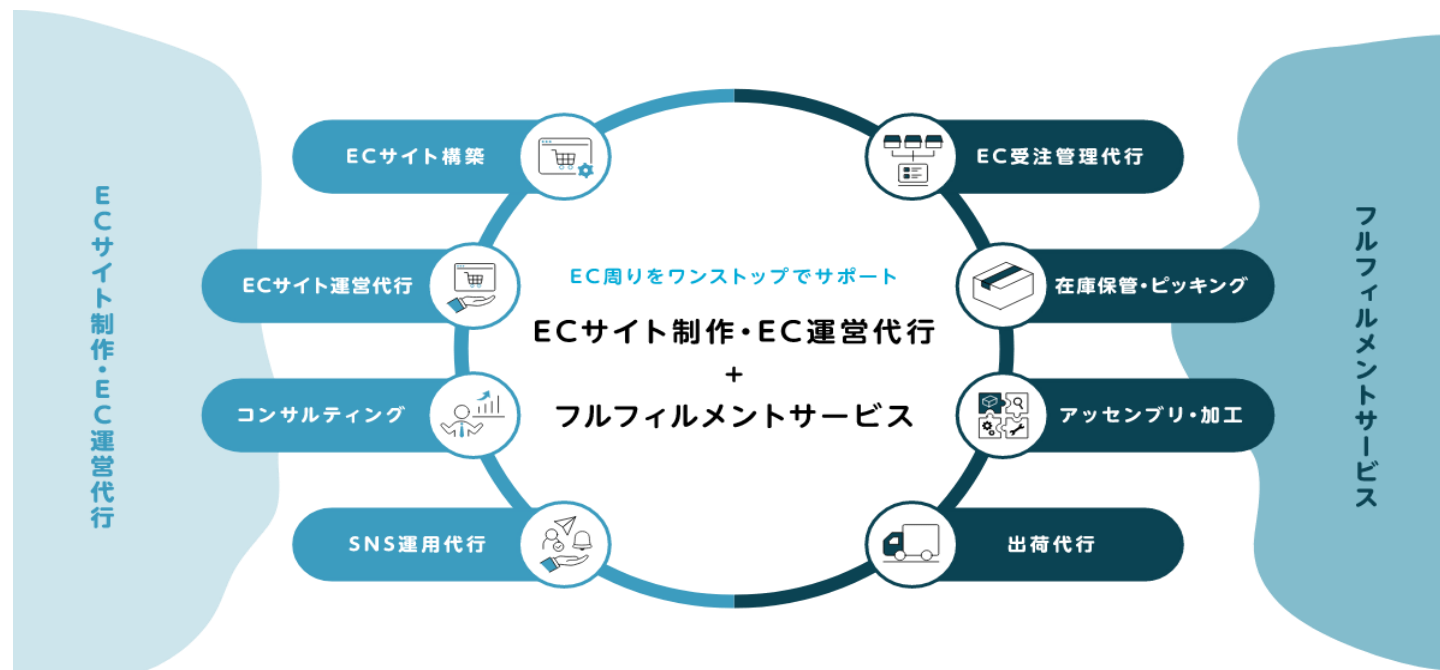 ECサイト制作・EC運営代行
ECサイト構築
ECサイト運営代行
コンサルティング
SNS運用代行
EC周りをワンストップでサポート
ECサイト制作・EC運営代行
+
フルフィルメントサービス
EC受注管理代行
在庫保管・ピッキング
アッセンブリ・加工
出荷代行
フルフィルメントサービス